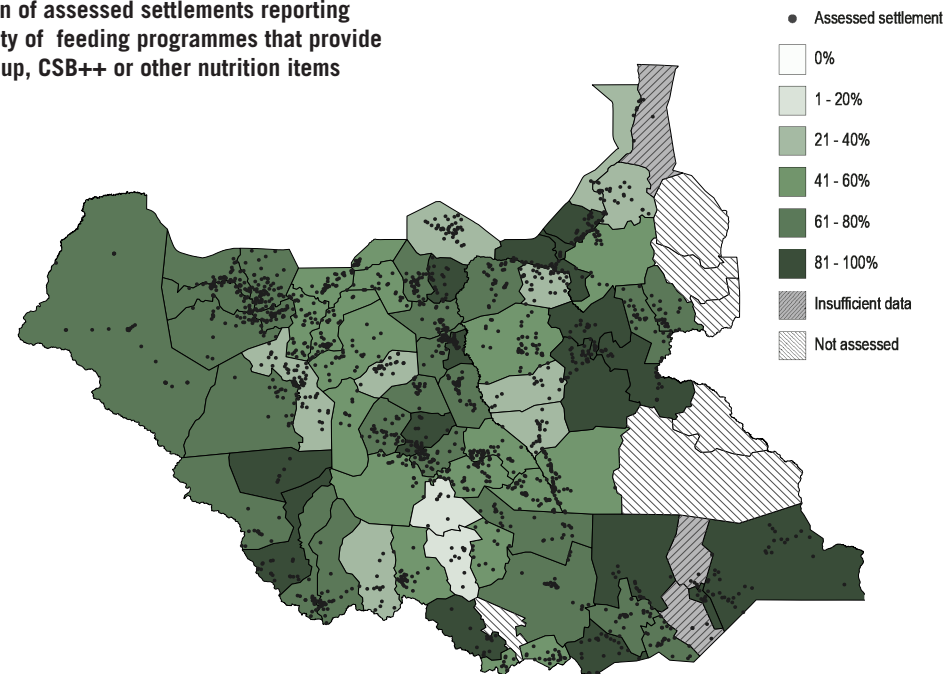 n of assessed settlements reporting
ty of feeding programmes that provide
up, CSB++ or other nutrition items
Assessed settlement
0%
1 - 20%
21 - 40%
41 - 60%
61 - 80%
81 - 100%
Insufficient data
Not assessed